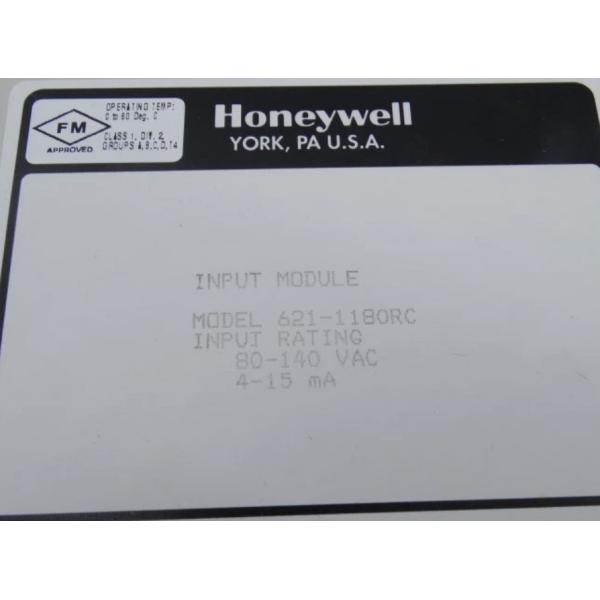 OPERATING TEMP:
0 to 60 Deg. C
FM
APPROVED
CLASS 1, DIV. 2,
GROUPS A,B,C,D,T4
Honeywell
YORK, PA U.S.A.
INPUT MODULE
MODEL 621-1180RC
INPUT RATING
80-140 VAC
4-15 mA